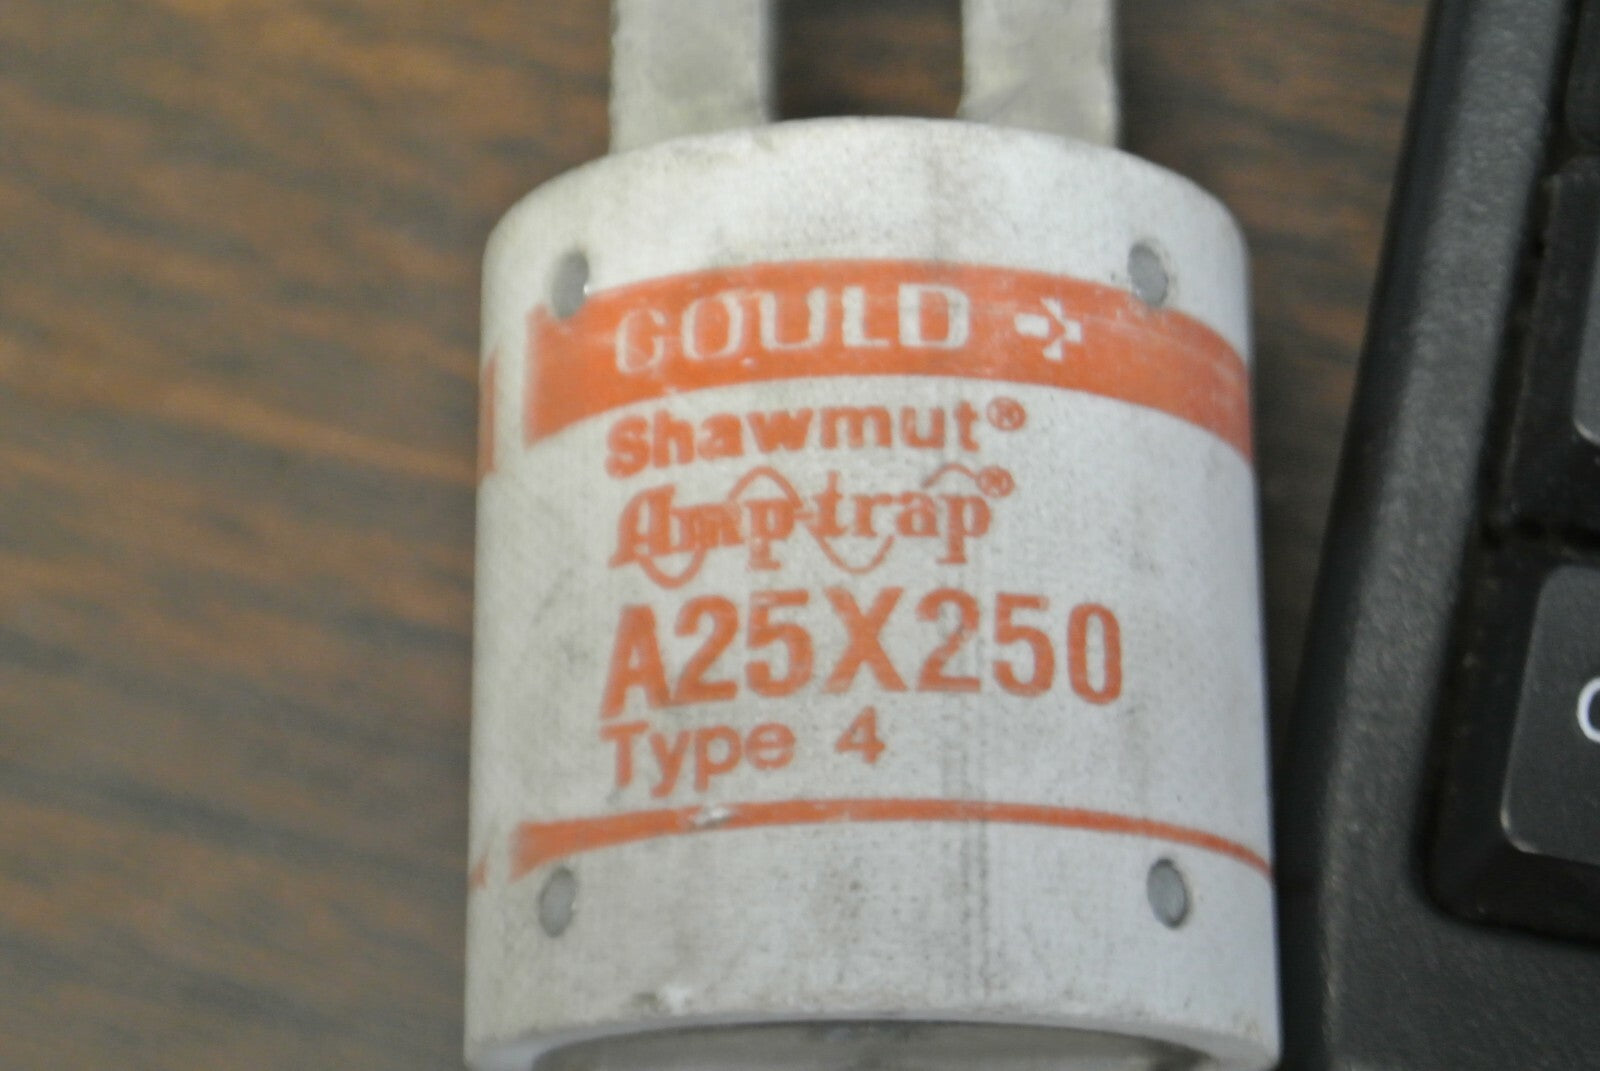 GOULD
Shawmut®
Amp-trap®
A25X250
Type 4